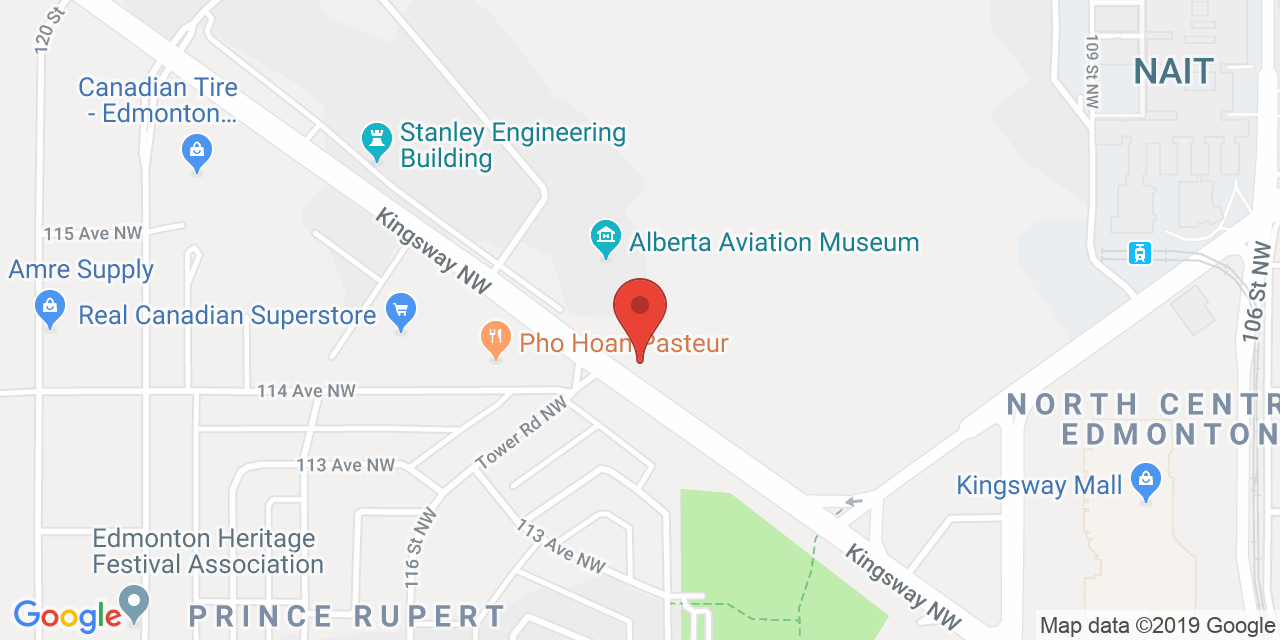 120 St
Canadian Tire
- Edmonton...
Stanley Engineering
Building
109 St NW
NAIT
115 Ave NW
Kingsway NW
Alberta Aviation Museum
Amre Supply
Real Canadian Superstore
Pho Hoan Pasteur
106 St NW
114 Ave NW
Tower Rd NW
NORTH CENTR
EDMONTON
113 Ave NW
Kingsway Mall
116 St NW
113 Ave NW
Edmonton Heritage
Festival Association
Kingsway NW
Google
PRINCE RUPERT
Map data ©2019 Google